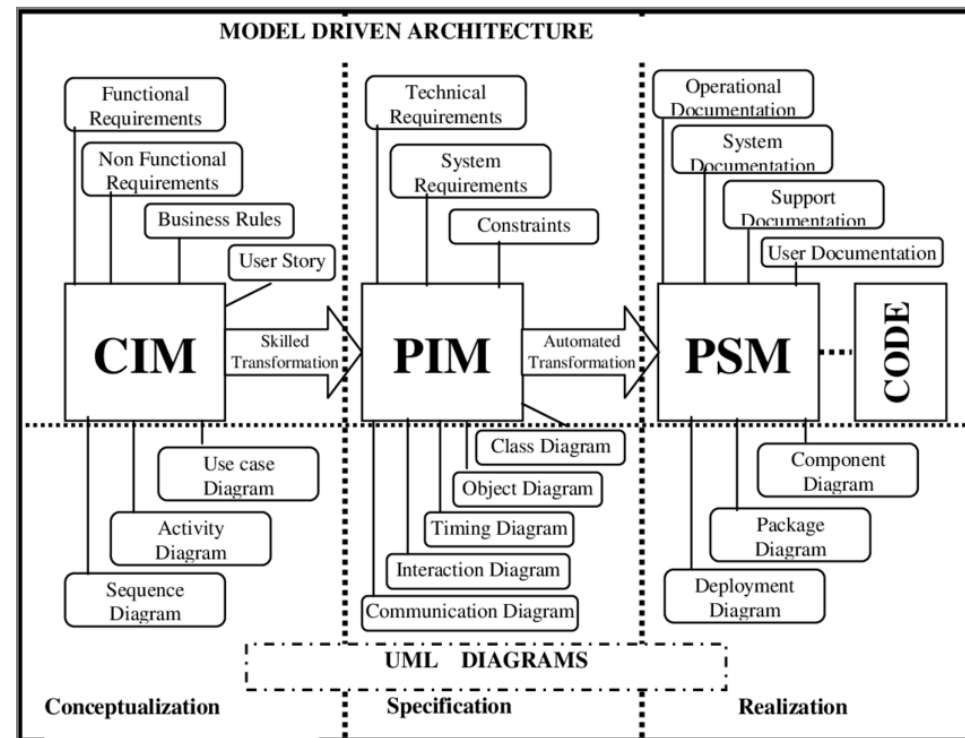 MODEL DRIVEN ARCHITECTURE
Functional
Requirements
Non Functional
Requirements
Business Rules
User Story
Technical
Requirements
System
Requirements
Constraints
Operational
Documentation
System
Documentation
Support
Documentation
User Documentation
CIM
Skilled
Transformation
PIM
Automated
Transformation
PSM
CODE
Use case
Diagram
Activity
Diagram
Sequence
Diagram
Class Diagram
Object Diagram
Timing Diagram
Interaction Diagram
Communication Diagram
Component
Diagram
Package
Diagram
Deployment
Diagram
UML DIAGRAMS
Conceptualization
Specification
Realization